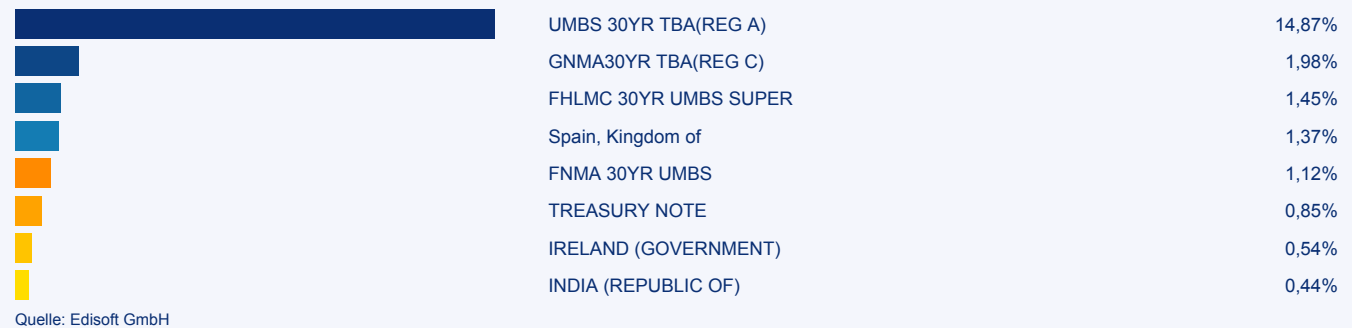 UMBS 30YR TBA(REG A) 14,87%
GNMA30YR TBA(REG C) 1,98%
FHLMC 30YR UMBS SUPER 1,45%
Spain, Kingdom of 1,37%
FNMA 30YR UMBS 1,12%
TREASURY NOTE 0,85%
IRELAND (GOVERNMENT) 0,54%
INDIA (REPUBLIC OF) 0,44%
Quelle: Edisoft GmbH